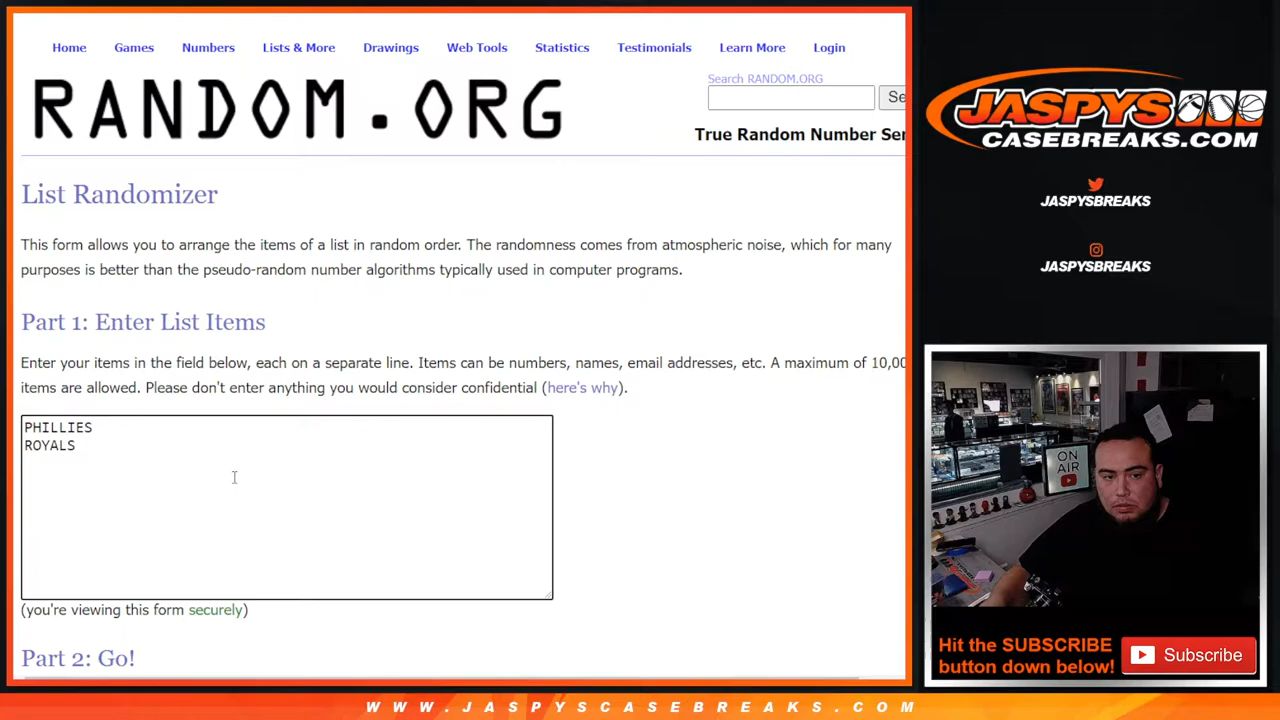 Home Games Numbers Lists & More Drawings Web Tools Statistics Testimonials Learn More Login
RANDOM.ORG
Search RANDOM.ORG
Se
True Random Number Ser
List Randomizer
This form allows you to arrange the items of a list in random order. The randomness comes from atmospheric noise, which for many
purposes is better than the pseudo-random number algorithms typically used in computer programs.
Part 1: Enter List Items
Enter your items in the field below, each on a separate line. Items can be numbers, names, email addresses, etc. A maximum of 10,00
items are allowed. Please don't enter anything you would consider confidential (here's why).
PHILLIES
ROYALS
(you're viewing this form securely)
Part 2: Go!
JASPYS
CASEBREAKS.COM
JASPYSBREAKS
JASPYSBREAKS
ON
AIR
Hit the SUBSCRIBE
button down below!
Subscribe
WWW.JASPYSCASEBREAKS.COM